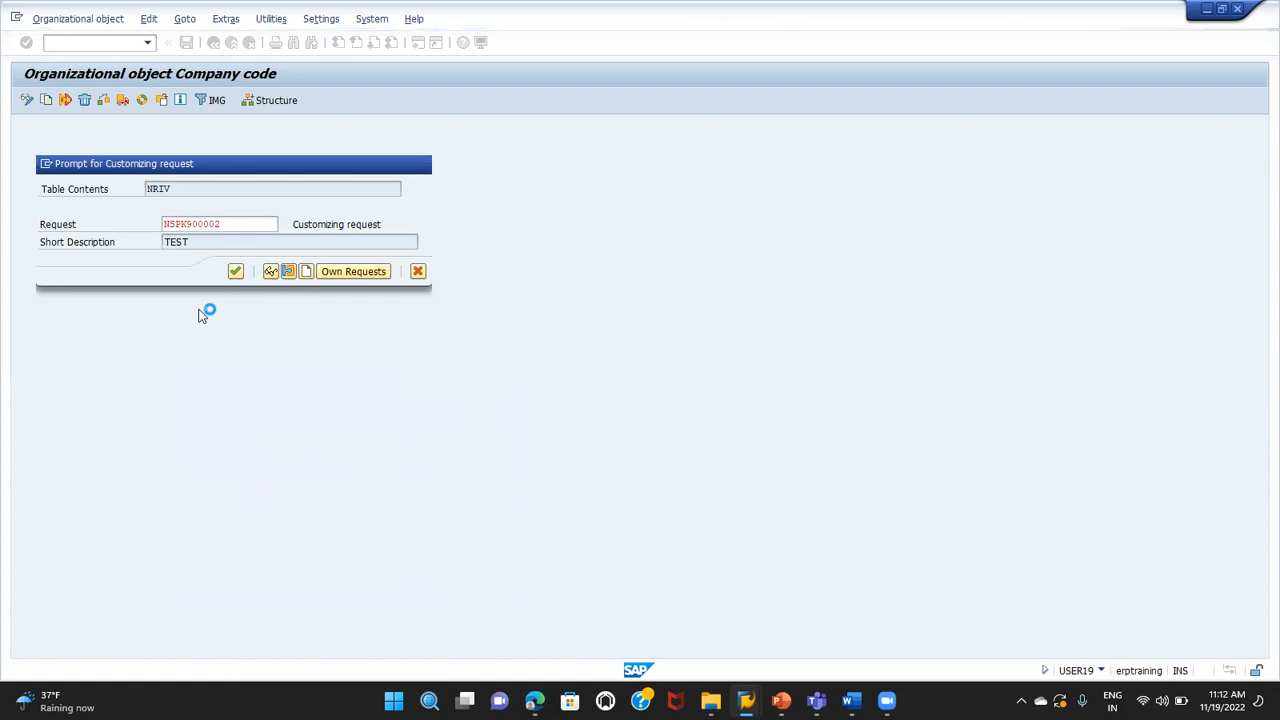 Organizational object Edit Goto Extras Utilities Settings System Help
Organizational object Company code
IMG Structure
Prompt for Customizing request
Table Contents NRIV
Request NSPK900002 Customizing request
Short Description TEST
Own Requests
SAP USER19 erptraining INS
37°F
Raining now
ENG
IN
11:12 AM
11/19/2022